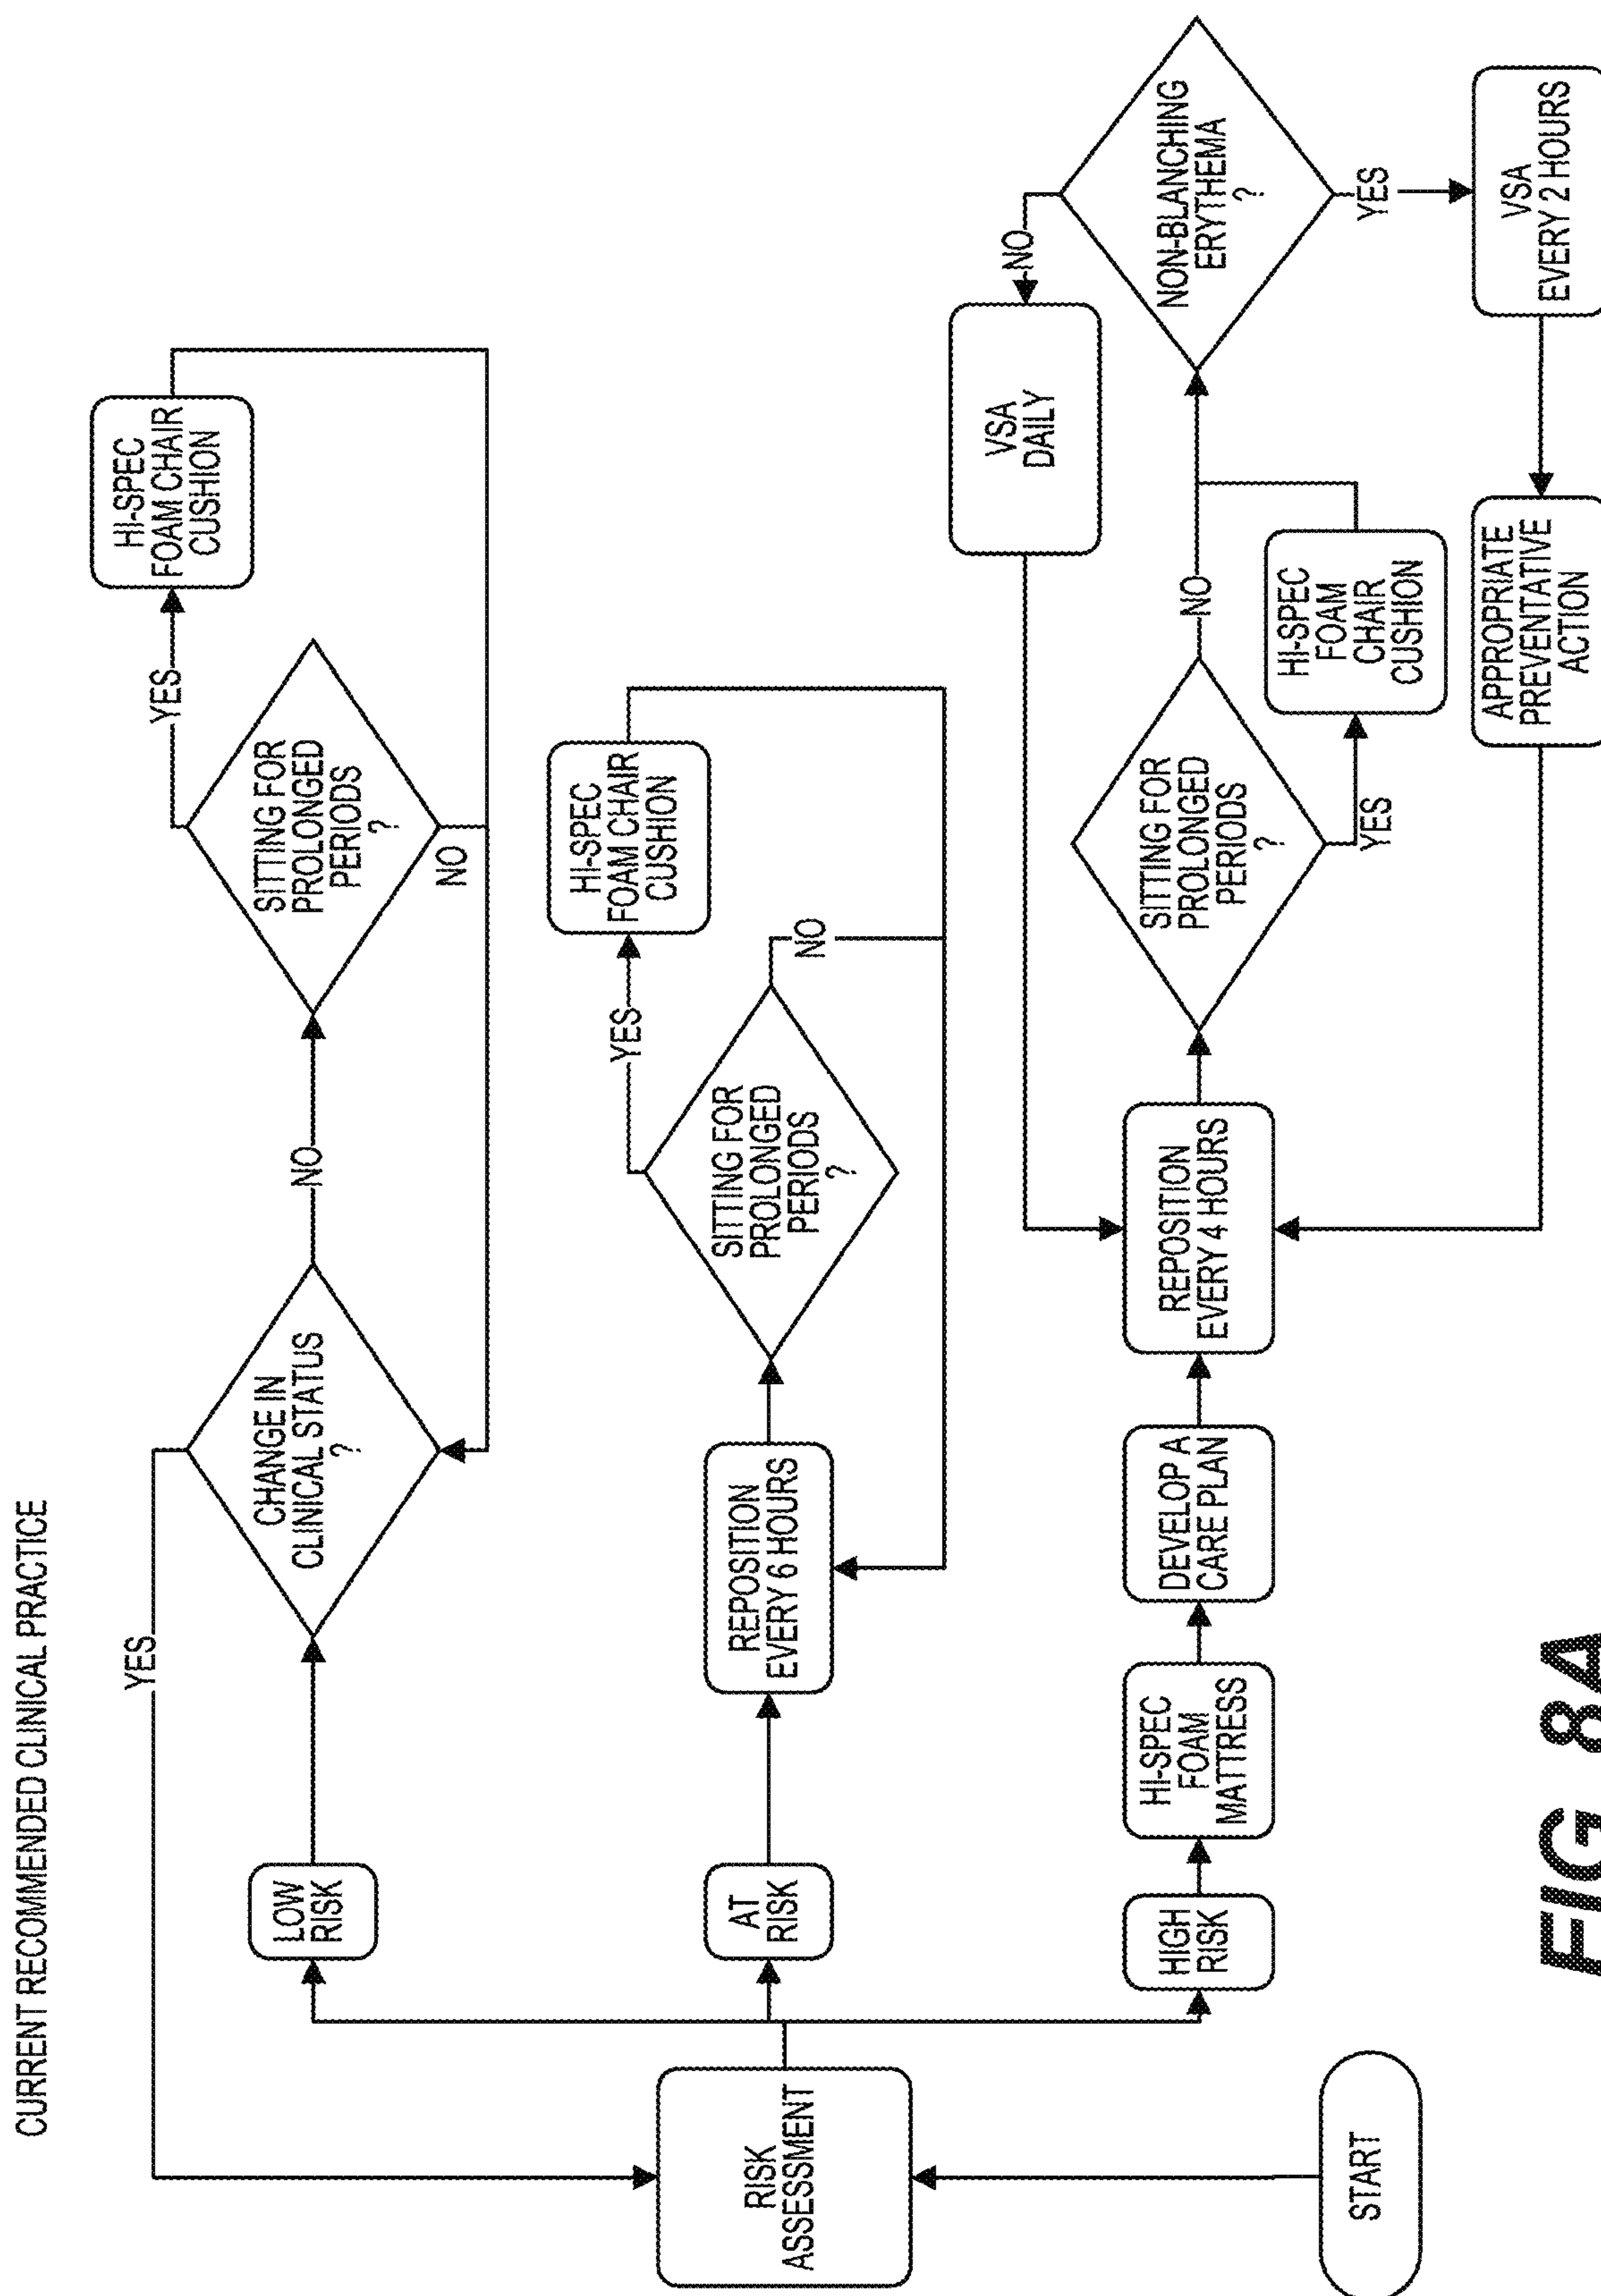 CURRENT RECOMMENDED CLINICAL PRACTICE
YES
LOW
RISK
CHANGE IN
CLINICAL STATUS
?
NO
SITTING FOR
PROLONGED
PERIODS
?
YES
NO
HI-SPEC
FOAM CHAIR
CUSHION
RISK
ASSESSMENT
AT
RISK
REPOSITION
EVERY 6 HOURS
SITTING FOR
PROLONGED
PERIODS
?
YES
NO
HI-SPEC
FOAM CHAIR
CUSHION
START
HIGH
RISK
HI-SPEC
FOAM
MATTRESS
DEVELOP A
CARE PLAN
REPOSITION
EVERY 4 HOURS
SITTING FOR
PROLONGED
PERIODS
?
NO
YES
HI-SPEC
FOAM
CHAIR
CUSHION
VSA
DAILY
NO
NON-BLANCHING
ERYTHEMA
?
YES
VSA
EVERY 2 HOURS
APPROPRIATE
PREVENTATIVE
ACTION
FIG 8A